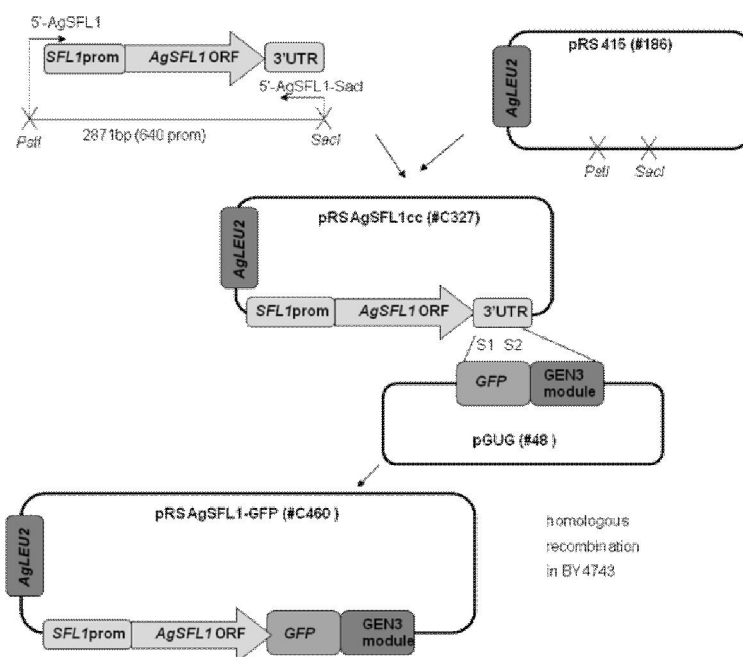 5'-AgSFL1
SFL1prom
AgSFL1 ORF
3'UTR
5'-AgSFL1-SacI
PstI
2871bp (640 prom)
SacI
pRS 415 (#186)
AgLEU2
PstI
SacI
pRSAgSFL1cc (#C327)
AgLEU2
SFL1prom
AgSFL1 ORF
3'UTR
S1 S2
GFP
GEN3
module
pGUG (#48 )
pRSAgSFL1-GFP (#C460 )
AgLEU2
homologous
recombination
in BY4743
SFL1prom
AgSFL1 ORF
GFP
GEN3
module